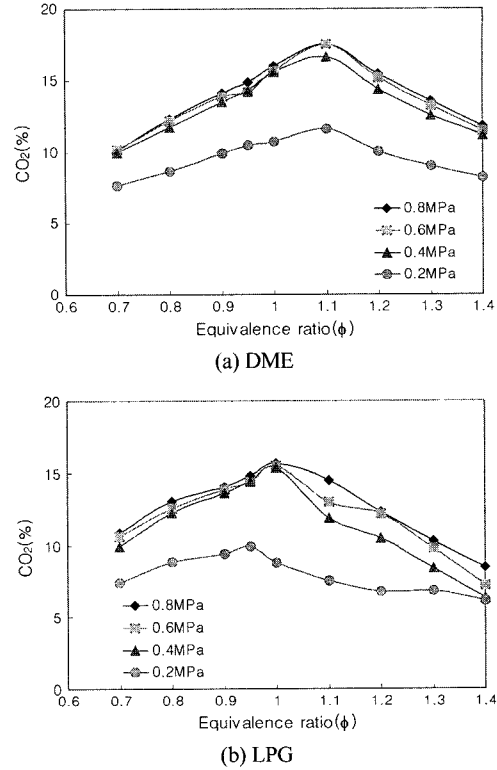 20
15
10
5
0
CO₂(%)
0.8MPa
0.6MPa
0.4MPa
0.2MPa
0.6 0.7 0.8 0.9 1 1.1 1.2 1.3 1.4
Equivalence ratio(ϕ)
(a) DME
20
15
10
5
0
CO₂(%)
0.8MPa
0.6MPa
0.4MPa
0.2MPa
0.6 0.7 0.8 0.9 1 1.1 1.2 1.3 1.4
Equivalence ratio(ϕ)
(b) LPG